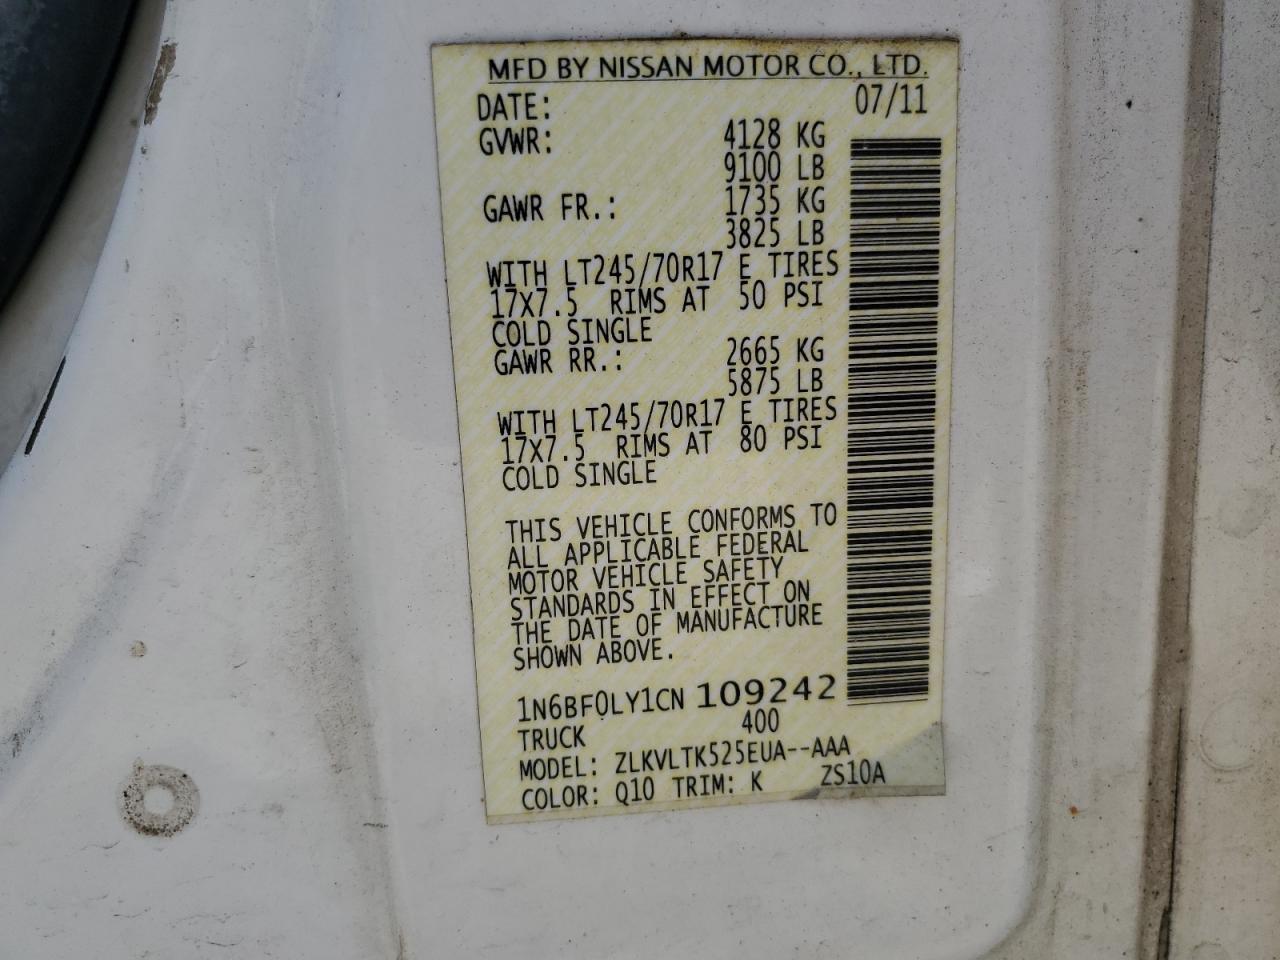 MFD BY NISSAN MOTOR CO., LTD.
DATE: 07/11
GVWR: 4128 KG
9100 LB
GAWR FR.: 1735 KG
3825 LB
WITH LT245/70R17 E TIRES
17X7.5 RIMS AT 50 PSI
COLD SINGLE
GAWR RR.: 2665 KG
5875 LB
WITH LT245/70R17 E TIRES
17X7.5 RIMS AT 80 PSI
COLD SINGLE
THIS VEHICLE CONFORMS TO
ALL APPLICABLE FEDERAL
MOTOR VEHICLE SAFETY
STANDARDS IN EFFECT ON
THE DATE OF MANUFACTURE
SHOWN ABOVE.
1N6BF0LY1CN 109242
TRUCK 400
MODEL: ZLKVLTK525EUA--AAA
COLOR: Q10 TRIM: K ZS10A